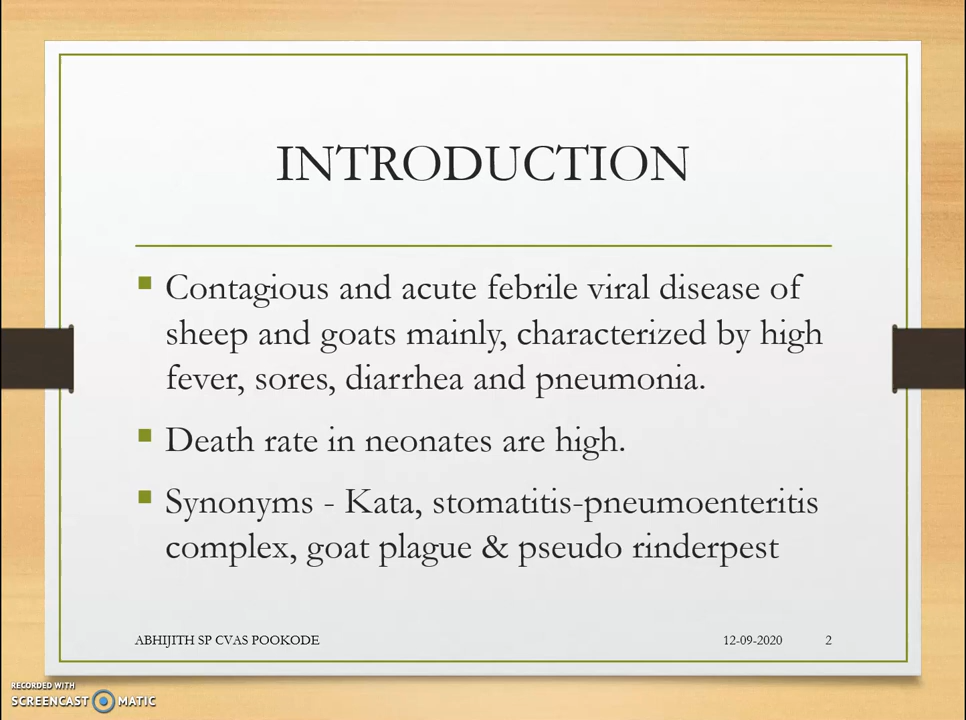 INTRODUCTION
Contagious and acute febrile viral disease of
sheep and goats mainly, characterized by high
fever, sores, diarrhea and pneumonia.
Death rate in neonates are high.
Synonyms - Kata, stomatitis-pneumoenteritis
complex, goat plague & pseudo rinderpest
ABHIJITH SP CVAS POOKODE 12-09-2020 2
RECORDED WITH
SCREENCAST MATIC